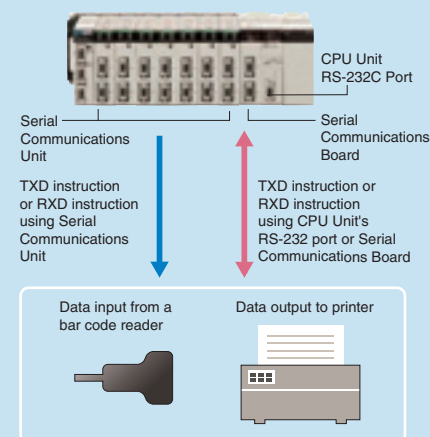 CPU Unit
RS-232C Port
Serial
Communications
Unit
Serial
Communications
Board
TXD instruction
or RXD instruction
using Serial
Communications
Unit
TXD instruction or
RXD instruction
using CPU Unit's
RS-232 port or Serial
Communications Board
Data input from a
bar code reader
Data output to printer